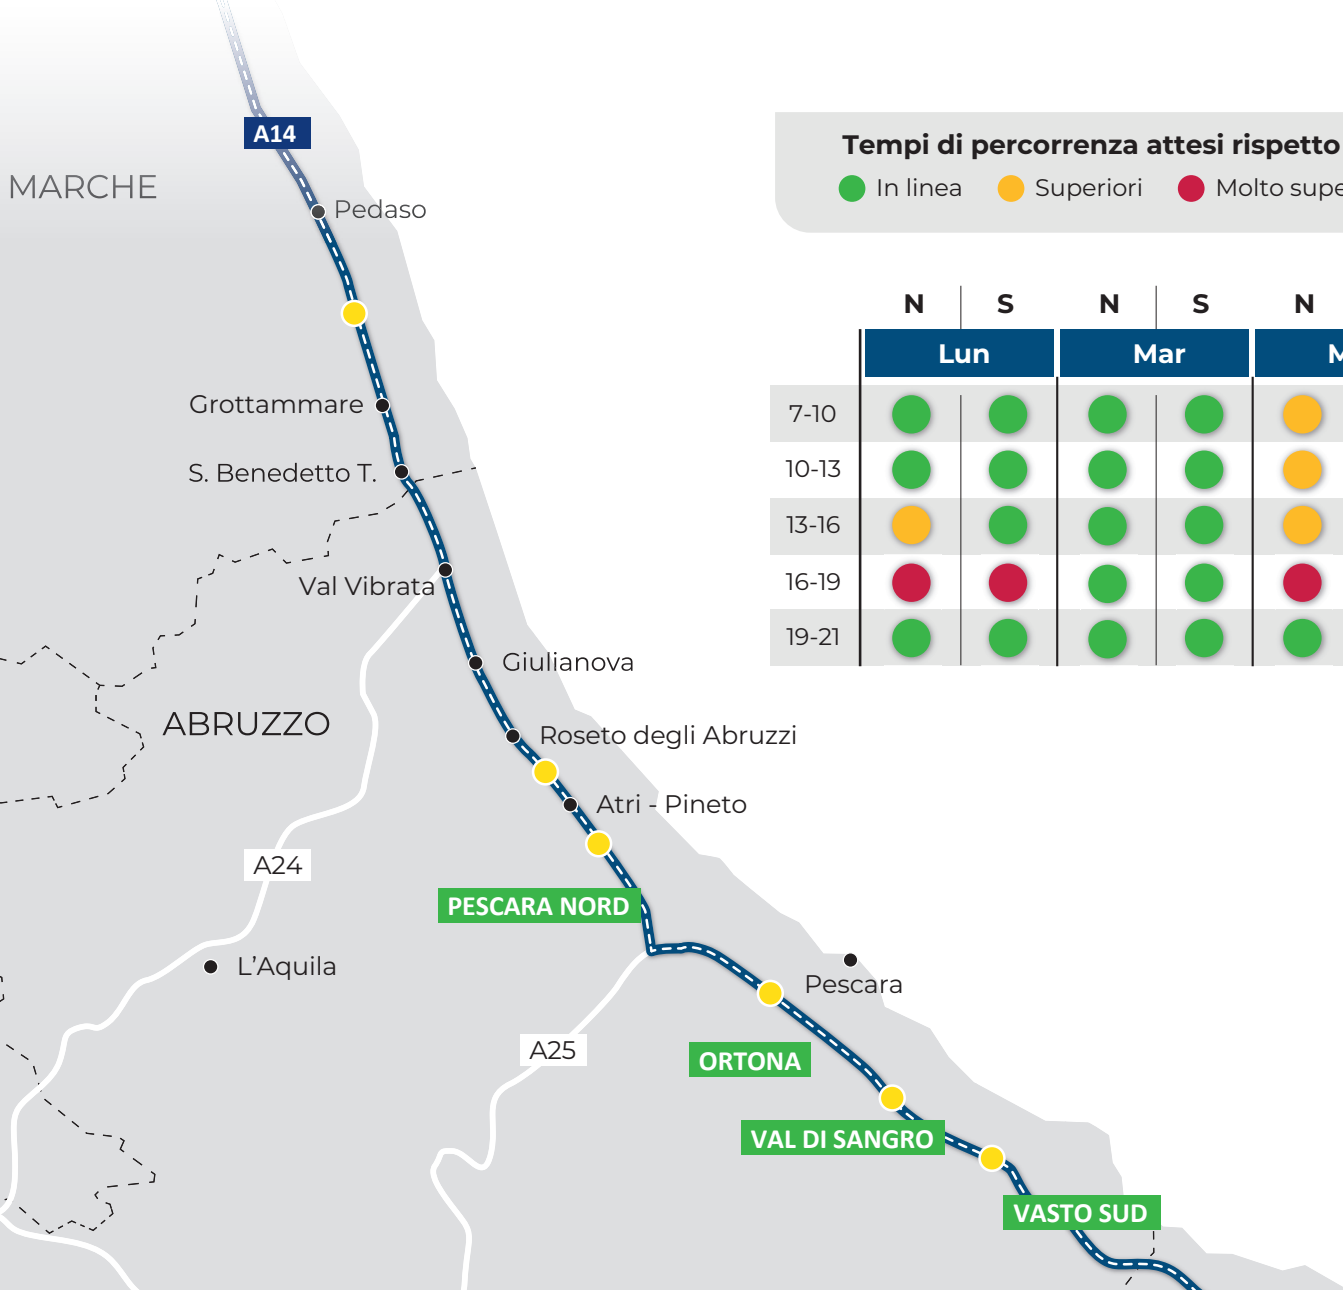 A14
MARCHE
Pedaso
Grottammare
S. Benedetto T.
Val Vibrata
Giulianova
ABRUZZO
Roseto degli Abruzzi
Atri - Pineto
A24
PESCARA NORD
L'Aquila
Pescara
A25
ORTONA
VAL DI SANGRO
VASTO SUD
Tempi di percorrenza attesi rispetto
In linea Superiori Molto supe
N S N S N
Lun Mar M
7-10
10-13
13-16
16-19
19-21